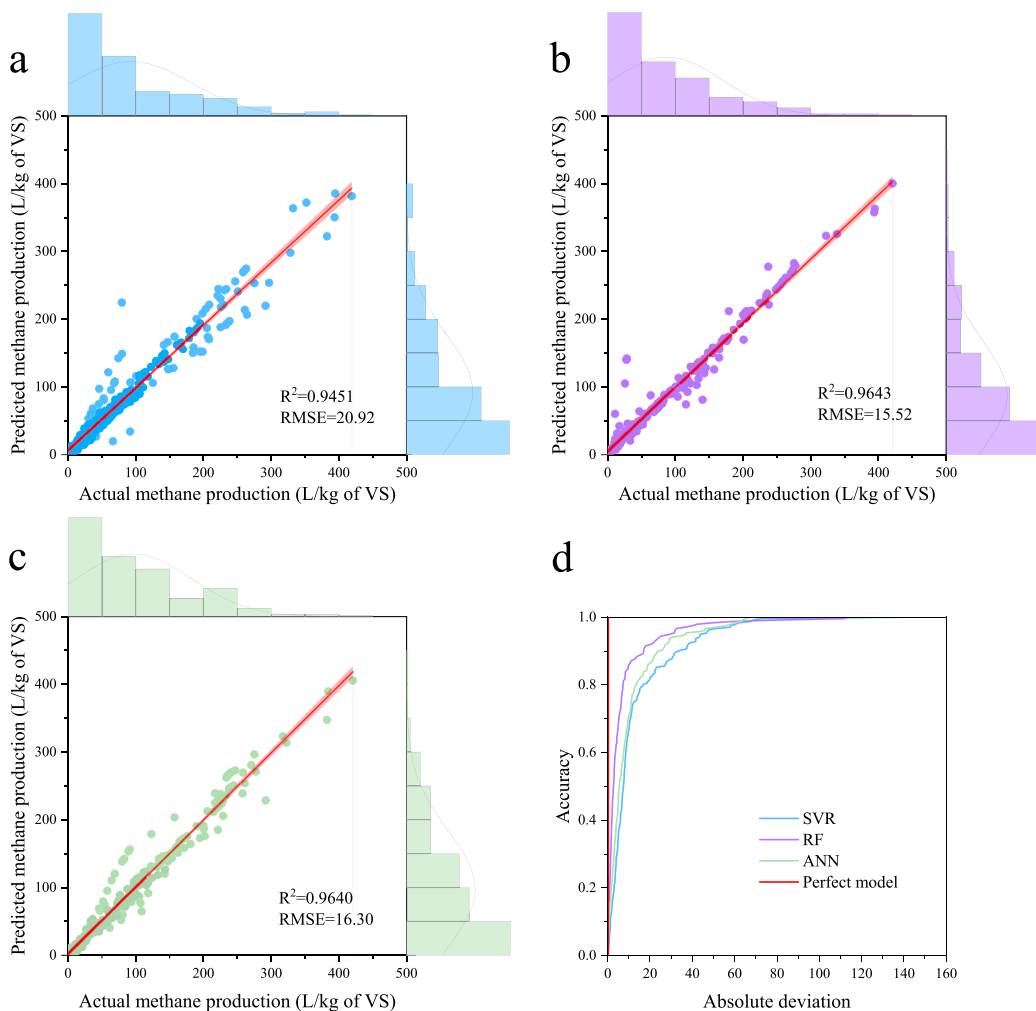 a
500
400
300
200
100
0
Predicted methane production (L/kg of VS)
R²=0.9451
RMSE=20.92
0 100 200 300 400 500
Actual methane production (L/kg of VS)
b
500
400
300
200
100
0
Predicted methane production (L/kg of VS)
R²=0.9643
RMSE=15.52
0 100 200 300 400 500
Actual methane production (L/kg of VS)
c
500
400
300
200
100
0
Predicted methane production (L/kg of VS)
R²=0.9640
RMSE=16.30
0 100 200 300 400 500
Actual methane production (L/kg of VS)
d
1.0
0.8
0.6
0.4
0.2
0.0
Accuracy
SVR
RF
ANN
Perfect model
0 20 40 60 80 100 120 140 160
Absolute deviation